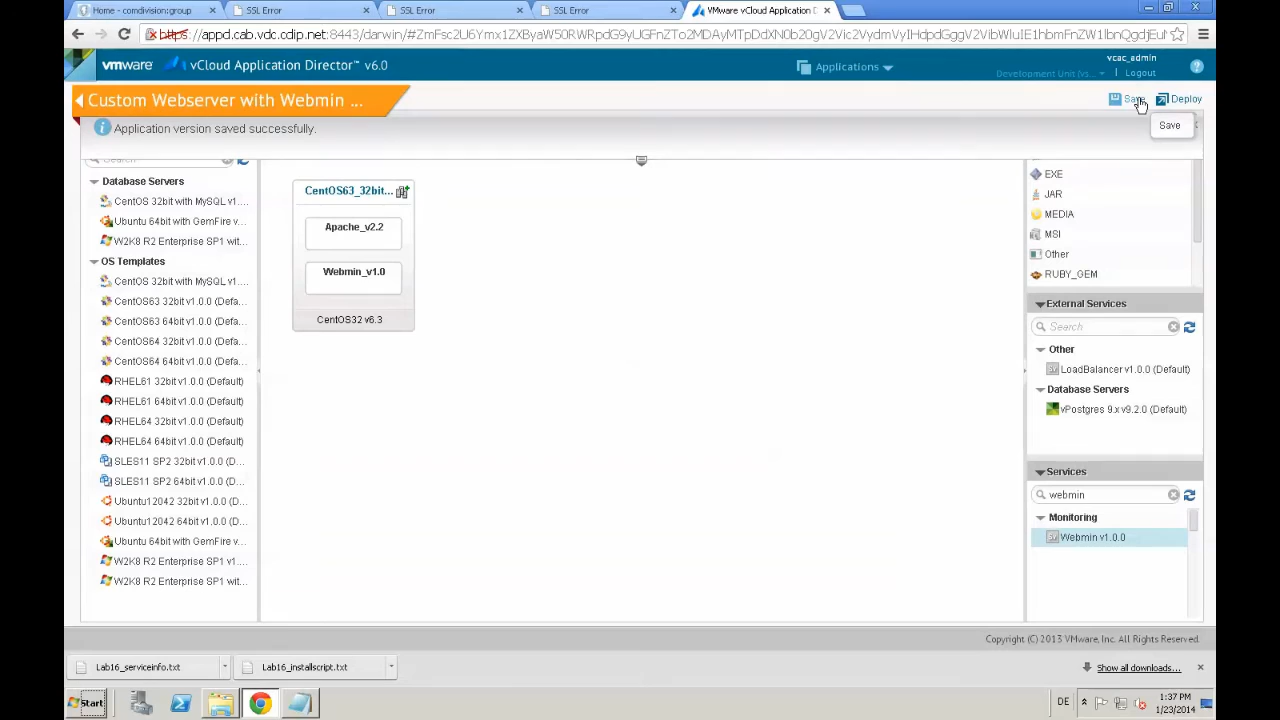 Home - comdivision:group
SSL Error
SSL Error
SSL Error
VMware vCloud Application D
https://appd.cab.vdc.cdip.net:8443/darwin/
vmware vCloud Application Director™ v6.0
Applications
vcac_admin
Development Unit (vs...
Logout
Custom Webserver with Webmin ...
Save
Deploy
Application version saved successfully.
Save
Search
Database Servers
CentOS 32bit with MySQL v1....
Ubuntu 64bit with GemFire v...
W2K8 R2 Enterprise SP1 wit...
OS Templates
CentOS 32bit with MySQL v1....
CentOS63 32bit v1.0.0 (Defa...
CentOS63 64bit v1.0.0 (Defa...
CentOS64 32bit v1.0.0 (Defa...
CentOS64 64bit v1.0.0 (Defa...
RHEL61 32bit v1.0.0 (Default)
RHEL61 64bit v1.0.0 (Default)
RHEL64 32bit v1.0.0 (Default)
RHEL64 64bit v1.0.0 (Default)
SLES11 SP2 32bit v1.0.0 (D...
SLES11 SP2 64bit v1.0.0 (D...
Ubuntu12042 32bit v1.0.0 (D...
Ubuntu12042 64bit v1.0.0 (D...
Ubuntu 64bit with GemFire v...
W2K8 R2 Enterprise SP1 v1....
W2K8 R2 Enterprise SP1 wit...
CentOS63_32bit...
Apache_v2.2
Webmin_v1.0
CentOS32 v6.3
EXE
JAR
MEDIA
MSI
Other
RUBY_GEM
External Services
Search
Other
LoadBalancer v1.0.0 (Default)
Database Servers
vPostgres 9.x v9.2.0 (Default)
Services
webmin
Monitoring
Webmin v1.0.0
Copyright (C) 2013 VMware, Inc. All Rights Reserved.
Lab16_serviceinfo.txt
Lab16_installscript.txt
Show all downloads...
Start
DE
1:37 PM
1/23/2014